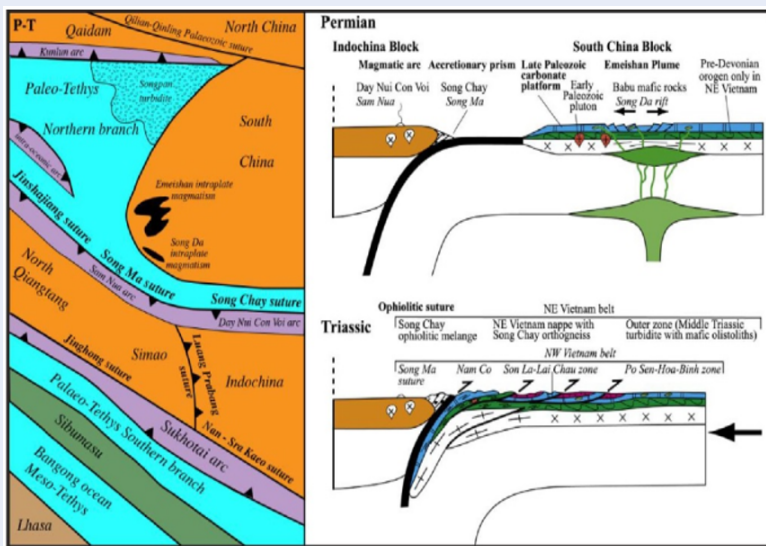 P-T
North China
Qilian-Qinling Palaeozoic suture
Qaidam
Kunlun arc
Paleo-Tethys
Songpan
turbidite
Northern branch
South
China
Intra-oceanic arc
Emeishan intraplate
magmatism
Song Da
intraplate
magmatism
Jinshajiang suture
Song Ma suture
Song Chay suture
Sam Nua arc
Day Nui Con Voi arc
North
Qiangtang
Simao
Luang Prabang
suture
Indochina
Jinghong suture
Nan - Sra Kaeo suture
Sukhotai arc
Palaeo-Tethys Southern branch
Sibumasu
Bangong ocean
Meso-Tethys
Lhasa
Permian
Indochina Block
South China Block
Magmatic arc
Accretionary prism
Late Paleozoic
carbonate
platform
Emeishan Plume
Pre-Devonian
orogen only in
NE Vietnam
Day Nui Con Voi
Sam Nua
Song Chay
Song Ma
Early
Paleozoic
pluton
Babu mafic rocks
Song Da rift
Triassic
Ophiolitic suture
NE Vietnam belt
Song Chay
ophiolitic melange
NE Vietnam nappe with
Song Chay orthogneiss
Outer zone (Middle Triassic
turbidite with mafic olistoliths)
NW Vietnam belt
Song Ma
suture
Nam Co
Son La-Lai Chau zone
Po Sen-Hoa-Binh zone